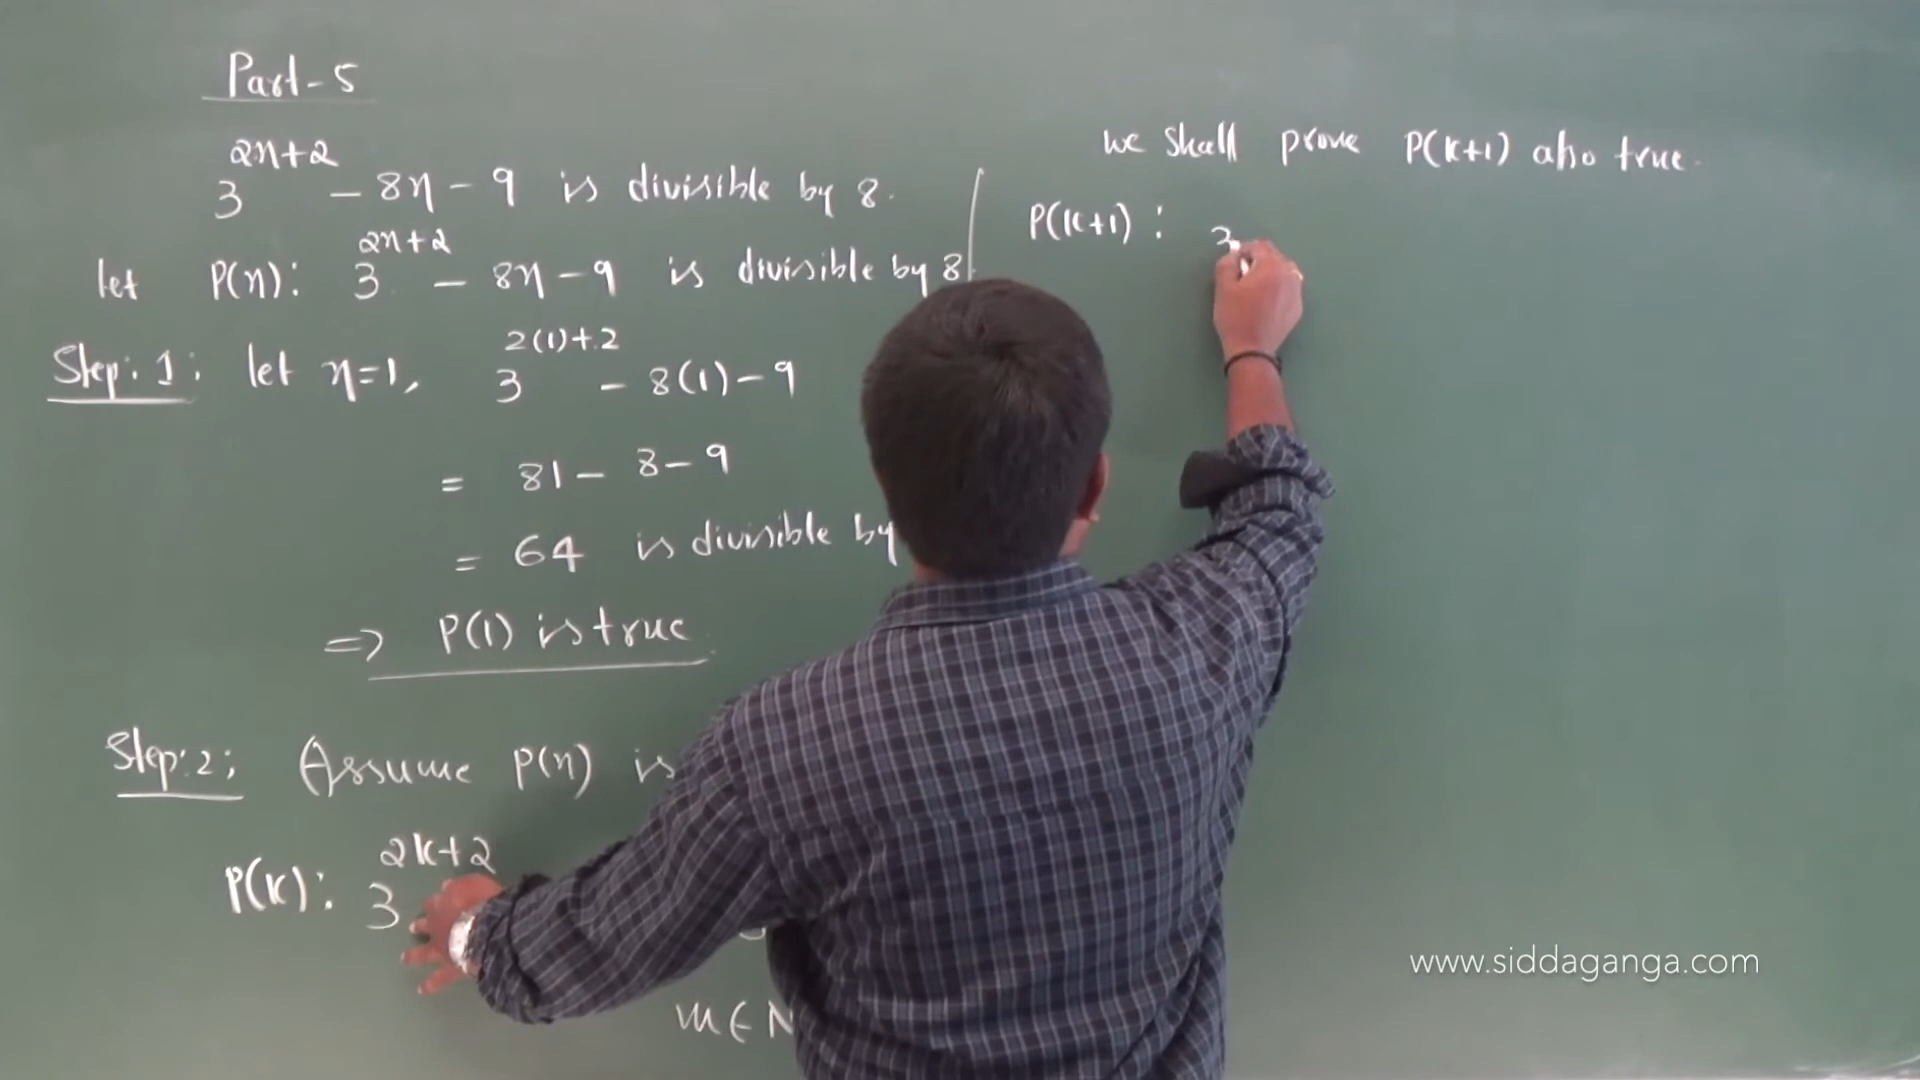 Part-5
3^{2n+2} - 8n - 9 is divisible by 8.
let P(n): 3^{2n+2} - 8n - 9 is divisible by 8
Step: 1: let n=1, 3^{2(1)+2} - 8(1) - 9
= 81 - 8 - 9
= 64 is divisible by
=> P(1) is true.
Step: 2: Assume P(n) is
P(k): 3^{2k+2}
m ∈ N
we shall prove P(k+1) also true.
P(k+1) : 3
www.siddaganga.com